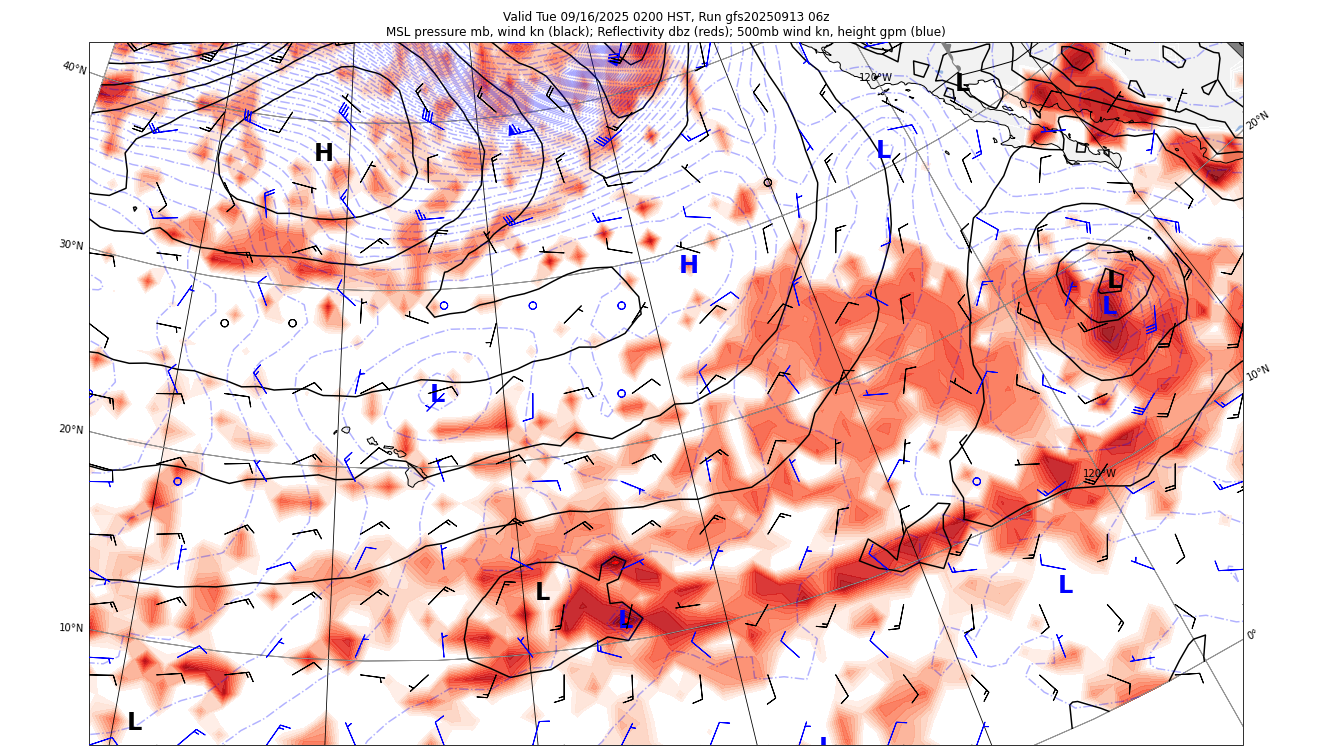 Valid Tue 09/16/2025 0200 HST, Run gfs20250913 06z
MSL pressure mb, wind kn (black); Reflectivity dbz (reds); 500mb wind kn, height gpm (blue)
40°N
120°W
L
20°N
H
L
30°N
H
L
L
10°N
L
20°N
120°W
L
L
L
10°N
0°
L
L